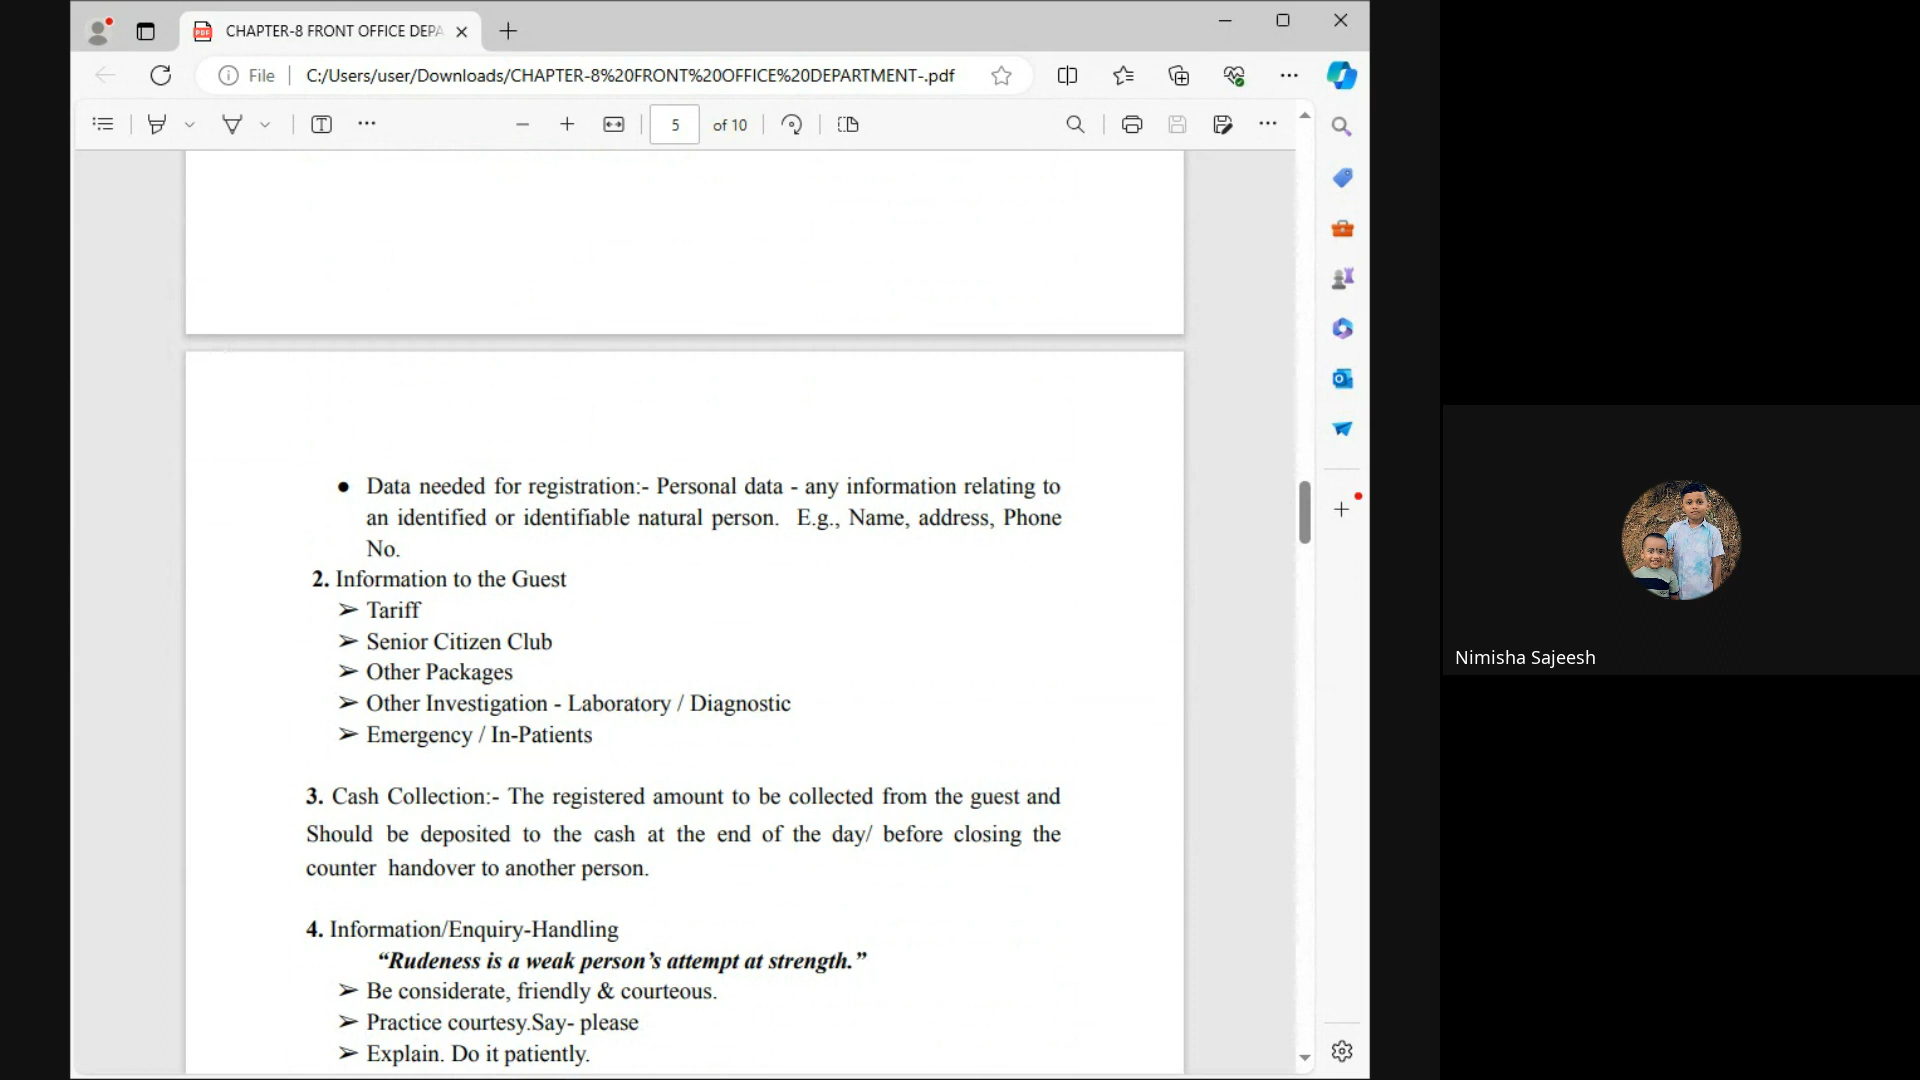 CHAPTER-8 FRONT OFFICE DEPA
File
C:/Users/user/Downloads/CHAPTER-8%20FRONT%20OFFICE%20DEPARTMENT-.pdf
5 of 10
● Data needed for registration:- Personal data - any information relating to
an identified or identifiable natural person. E.g., Name, address, Phone
No.
2. Information to the Guest
➢ Tariff
➢ Senior Citizen Club
➢ Other Packages
➢ Other Investigation - Laboratory / Diagnostic
➢ Emergency / In-Patients
3. Cash Collection:- The registered amount to be collected from the guest and
Should be deposited to the cash at the end of the day/ before closing the
counter handover to another person.
4. Information/Enquiry-Handling
“Rudeness is a weak person’s attempt at strength.”
➢ Be considerate, friendly & courteous.
➢ Practice courtesy.Say- please
➢ Explain. Do it patiently.
Nimisha Sajeesh